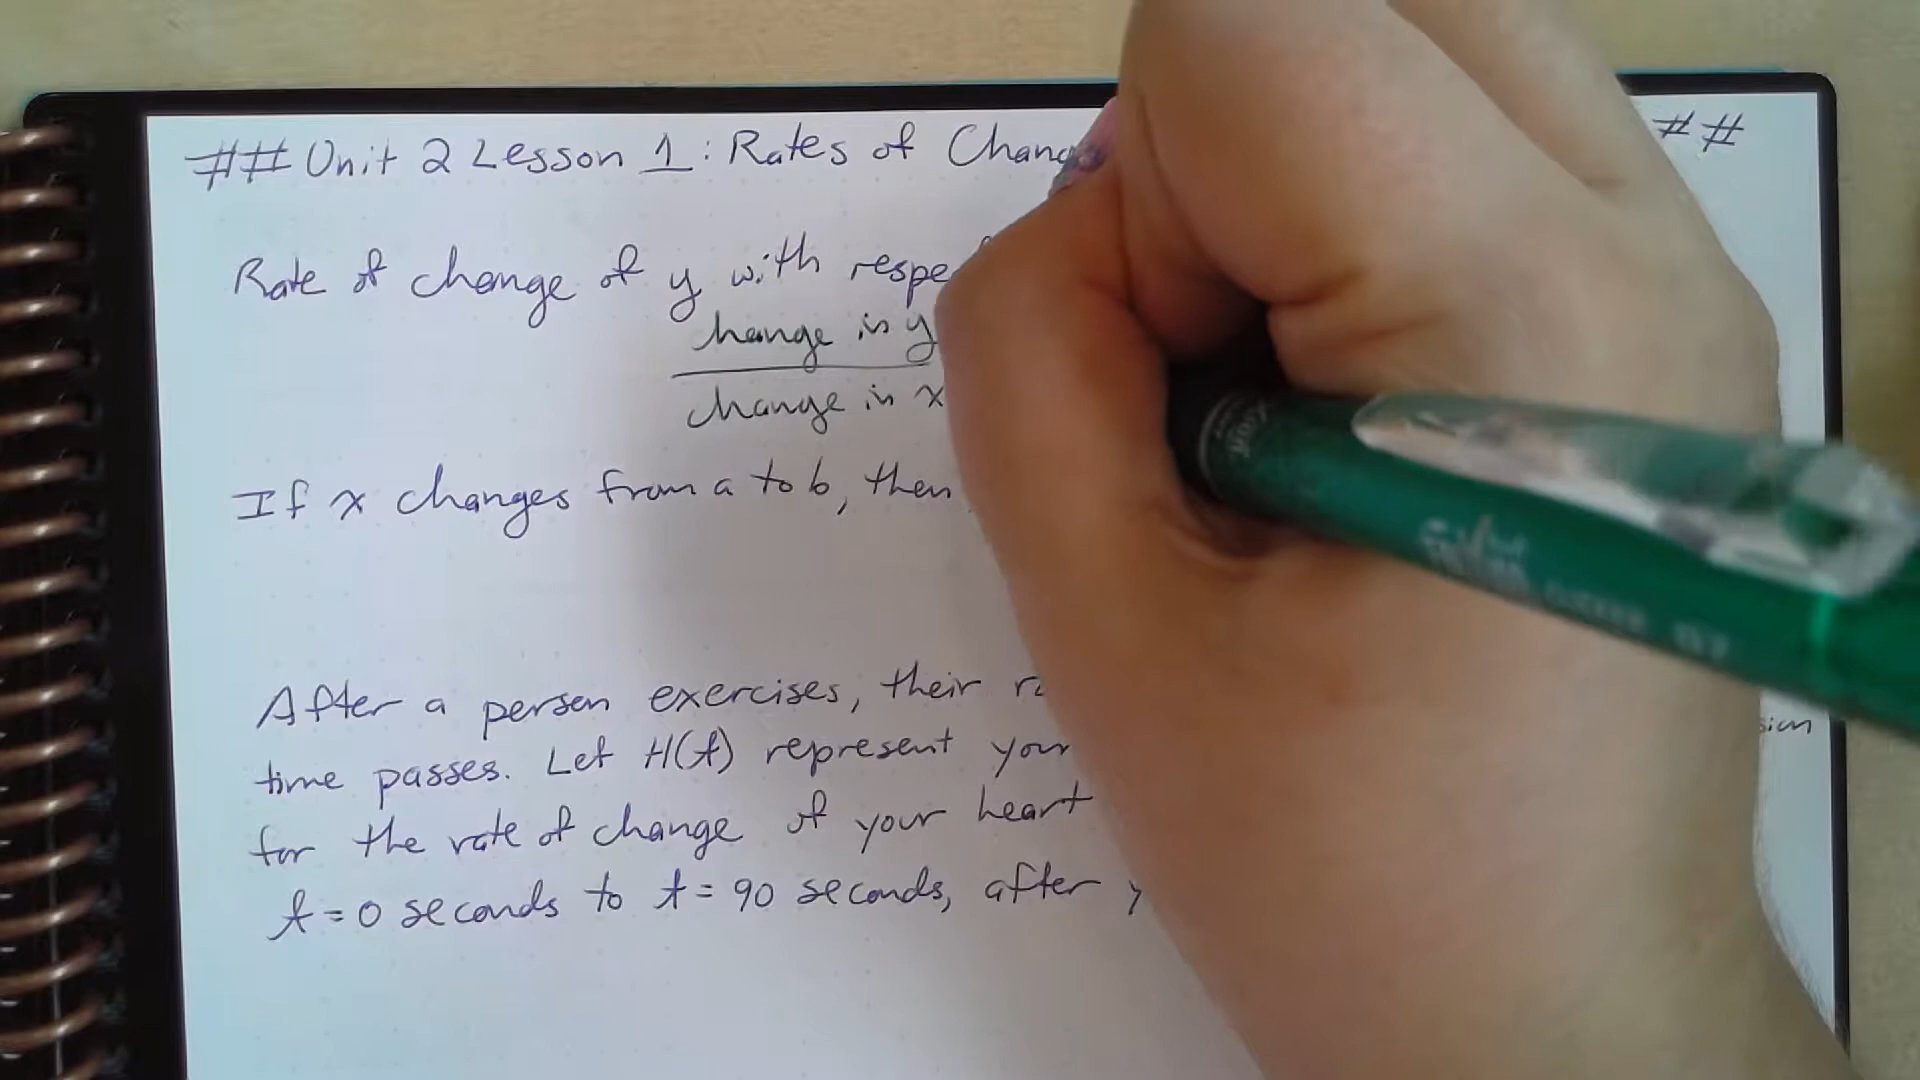 ## Unit 2 Lesson 1: Rates of Chang ##
Rate of change of y with respe
change in y
change in x
If x changes from a to b, then
After a person exercises, their
time passes. Let H(t) represent your
for the rate of change of your heart
t=0 seconds to t=90 seconds, after y